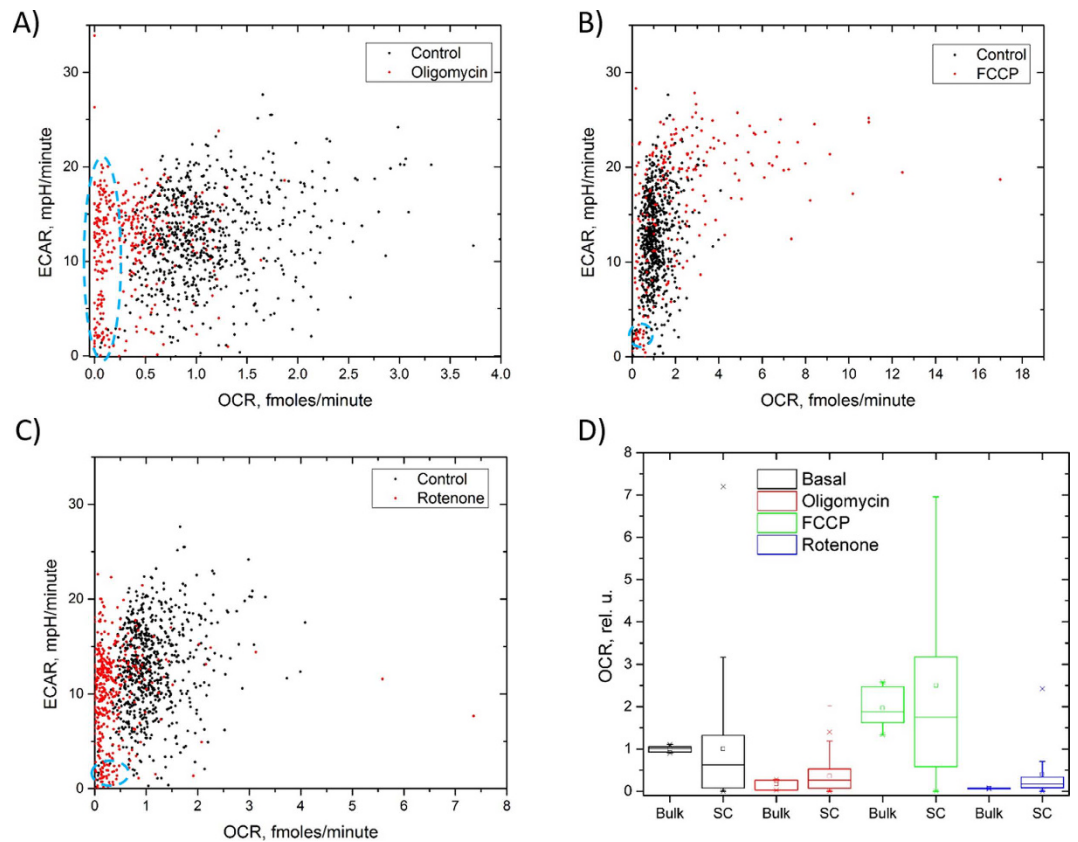 A)
Control
Oligomycin
30
20
10
0
ECAR, mpH/minute
0.0 0.5 1.0 1.5 2.0 2.5 3.0 3.5 4.0
OCR, fmoles/minute
B)
Control
FCCP
30
20
10
0
ECAR, mpH/minute
0 2 4 6 8 10 12 14 16 18
OCR, fmoles/minute
C)
Control
Rotenone
30
20
10
0
ECAR, mpH/minute
0 1 2 3 4 5 6 7 8
OCR, fmoles/minute
D)
Basal
Oligomycin
FCCP
Rotenone
8
7
6
5
4
3
2
1
0
OCR, rel. u.
Bulk SC Bulk SC Bulk SC Bulk SC